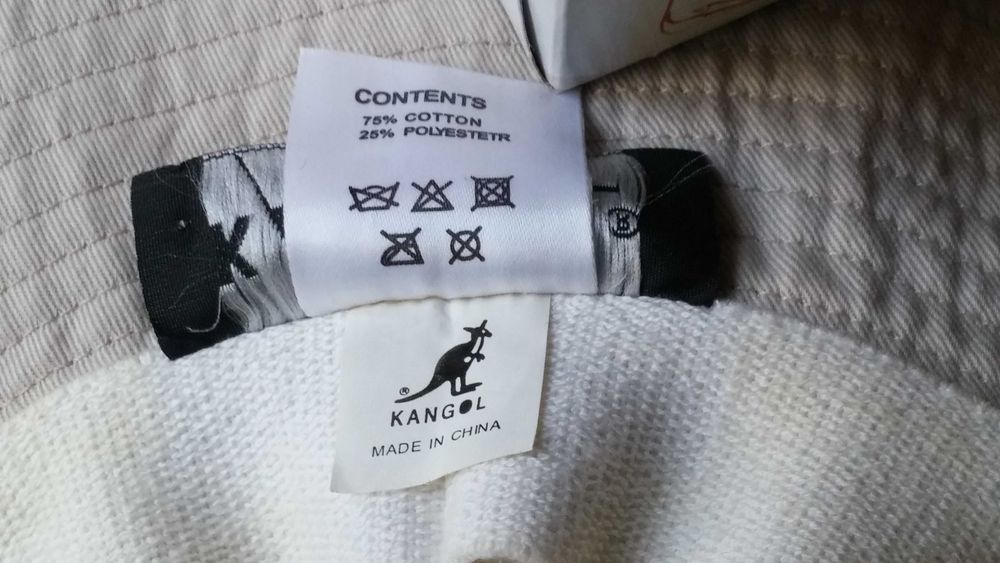 CONTENTS
75% COTTON
25% POLYESTETR
K
®
®
KANGOL
MADE IN CHINA